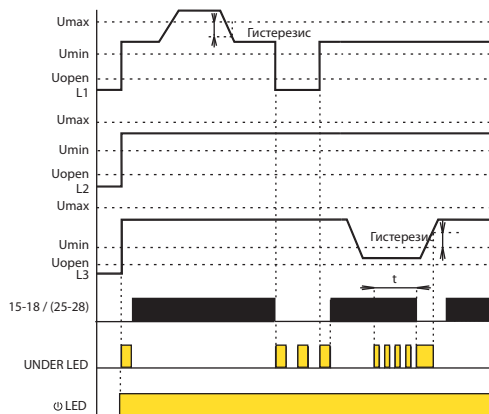 Umax
Гистерезис
Umin
Uopen
L1
Umax
Umin
Uopen
L2
Umax
Гистерезис
Umin
Uopen
L3
15-18 / (25-28)
t
UNDER LED
⏻ LED